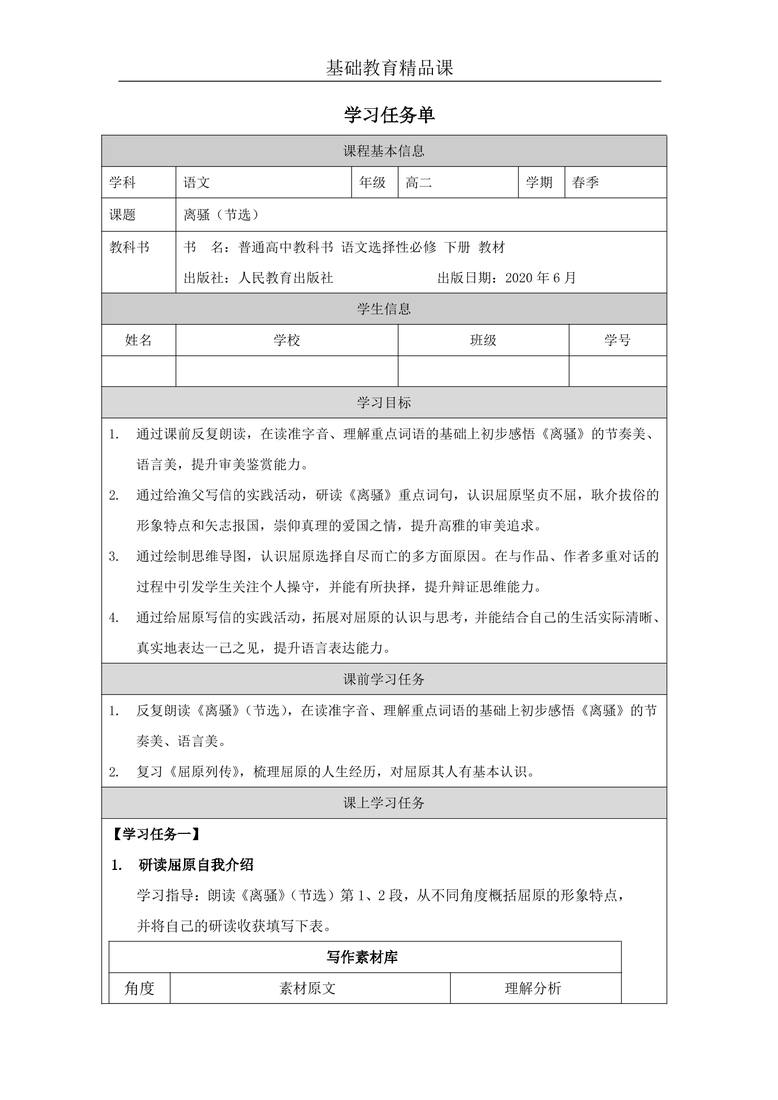 基础教育精品课
学习任务单
课程基本信息
学科 语文 年级 高二 学期 春季
课题 离骚（节选）
教科书 书 名：普通高中教科书 语文选择性必修 下册 教材
出版社：人民教育出版社 出版日期：2020 年 6 月
学生信息
姓名 学校 班级 学号
学习目标
1. 通过课前反复朗读，在读准字音、理解重点词语的基础上初步感悟《离骚》的节奏美、
语言美，提升审美鉴赏能力。
2. 通过给渔父写信的实践活动，研读《离骚》重点词句，认识屈原坚贞不屈，耿介拔俗的
形象特点和矢志报国，崇仰真理的爱国之情，提升高雅的审美追求。
3. 通过绘制思维导图，认识屈原选择自尽而亡的多方面原因。在与作品、作者多重对话的
过程中引发学生关注个人操守，并能有所抉择，提升辩证思维能力。
4. 通过给屈原写信的实践活动，拓展对屈原的认识与思考，并能结合自己的生活实际清晰、
真实地表达一己之见，提升语言表达能力。
课前学习任务
1. 反复朗读《离骚》（节选），在读准字音、理解重点词语的基础上初步感悟《离骚》的节
奏美、语言美。
2. 复习《屈原列传》，梳理屈原的人生经历，对屈原其人有基本认识。
课上学习任务
【学习任务一】
1. 研读屈原自我介绍
学习指导：朗读《离骚》（节选）第 1、2 段，从不同角度概括屈原的形象特点，
并将自己的研读收获填写下表。
写作素材库
角度 素材原文 理解分析